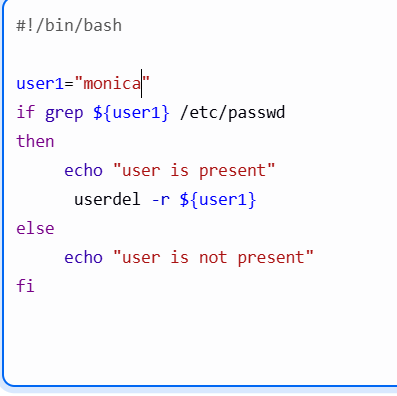 #!/bin/bash
user1="monica"
if grep ${user1} /etc/passwd
then
     echo "user is present"
      userdel -r ${user1}
else
     echo "user is not present"
fi